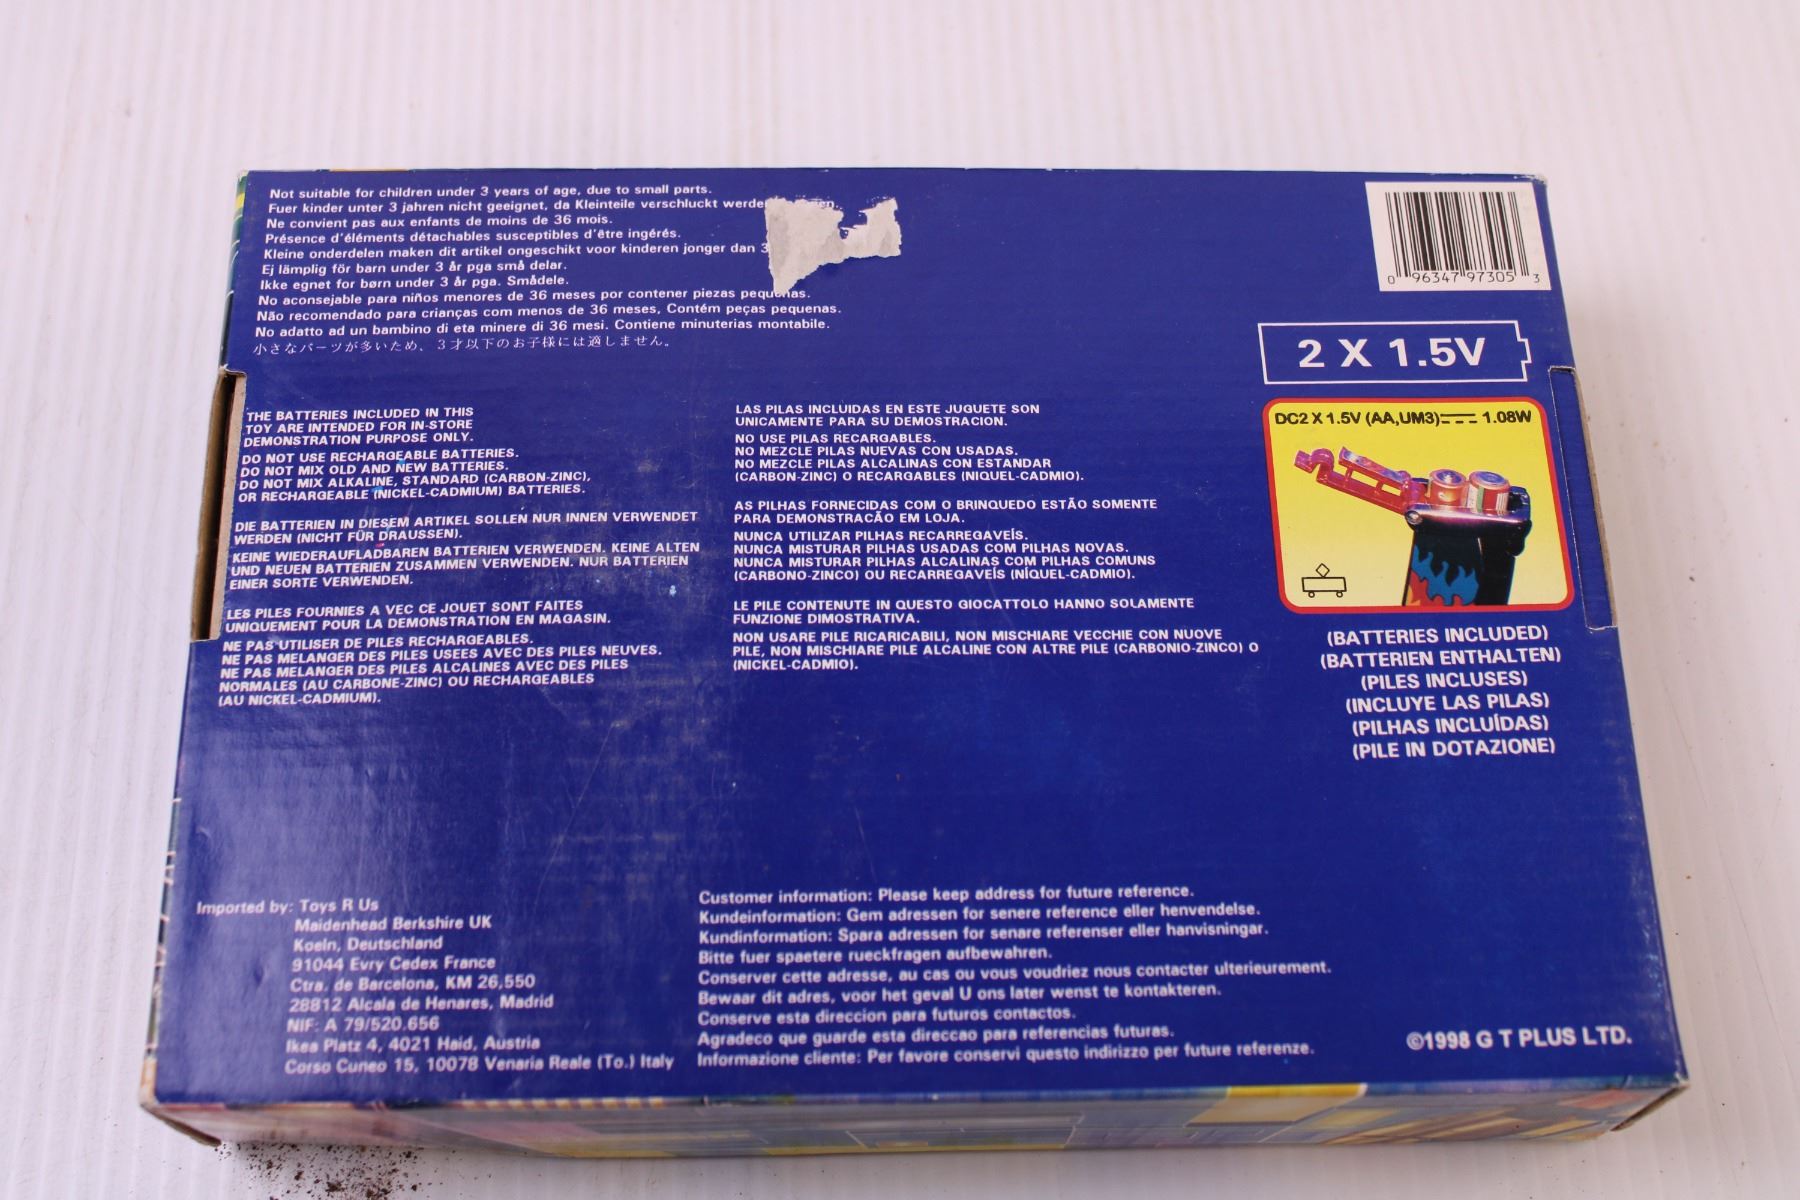 Not suitable for children under 3 years of age, due to small parts.
Fuer kinder unter 3 jahren nicht geeignet, da Kleinteile verschluckt werde
Ne convient pas aux enfants de moins de 36 mois.
Présence d'éléments détachables susceptibles d'être ingérés.
Kleine onderdelen maken dit artikel ongeschikt voor kinderen jonger dan 3
Ej lämplig för barn under 3 år pga små delar.
Ikke egnet for børn under 3 år pga. Smådele.
No aconsejable para niños menores de 36 meses por contener piezas pequenas.
Não recomendado para crianças com menos de 36 meses, Contém peças pequenas.
No adatto ad un bambino di eta minere di 36 mesi. Contiene minuterias montabile.
小さなパーツが多いため、3才以下のお子様には適しません。
0 96347 97305 3
2 X 1.5V
DC2 X 1.5V (AA,UM3) 1.08W
(BATTERIES INCLUDED)
(BATTERIEN ENTHALTEN)
(PILES INCLUSES)
(INCLUYE LAS PILAS)
(PILHAS INCLUÍDAS)
(PILE IN DOTAZIONE)
THE BATTERIES INCLUDED IN THIS
TOY ARE INTENDED FOR IN-STORE
DEMONSTRATION PURPOSE ONLY.
DO NOT USE RECHARGEABLE BATTERIES.
DO NOT MIX OLD AND NEW BATTERIES.
DO NOT MIX ALKALINE, STANDARD (CARBON-ZINC),
OR RECHARGEABLE (NICKEL-CADMIUM) BATTERIES.
DIE BATTERIEN IN DIESEM ARTIKEL SOLLEN NUR INNEN VERWENDET
WERDEN (NICHT FÜR DRAUSSEN).
KEINE WIEDERAUFLADBAREN BATTERIEN VERWENDEN. KEINE ALTEN
UND NEUEN BATTERIEN ZUSAMMEN VERWENDEN. NUR BATTERIEN
EINER SORTE VERWENDEN.
LES PILES FOURNIES A VEC CE JOUET SONT FAITES
UNIQUEMENT POUR LA DEMONSTRATION EN MAGASIN.
NE PAS UTILISER DE PILES RECHARGEABLES.
NE PAS MELANGER DES PILES USEES AVEC DES PILES NEUVES.
NE PAS MELANGER DES PILES ALCALINES AVEC DES PILES
NORMALES (AU CARBONE-ZINC) OU RECHARGEABLES
(AU NICKEL-CADMIUM).
LAS PILAS INCLUIDAS EN ESTE JUGUETE SON
UNICAMENTE PARA SU DEMOSTRACION.
NO USE PILAS RECARGABLES.
NO MEZCLE PILAS NUEVAS CON USADAS.
NO MEZCLE PILAS ALCALINAS CON ESTANDAR
(CARBON-ZINC) O RECARGABLES (NIQUEL-CADMIO).
AS PILHAS FORNECIDAS COM O BRINQUEDO ESTÃO SOMENTE
PARA DEMONSTRACÃO EM LOJA.
NUNCA UTILIZAR PILHAS RECARREGAVEÍS.
NUNCA MISTURAR PILHAS USADAS COM PILHAS NOVAS.
NUNCA MISTURAR PILHAS ALCALINAS COM PILHAS COMUNS
(CARBONO-ZINCO) OU RECARREGAVEÍS (NÍQUEL-CADMIO).
LE PILE CONTENUTE IN QUESTO GIOCATTOLO HANNO SOLAMENTE
FUNZIONE DIMOSTRATIVA.
NON USARE PILE RICARICABILI, NON MISCHIARE VECCHIE CON NUOVE
PILE, NON MISCHIARE PILE ALCALINE CON ALTRE PILE (CARBONIO-ZINCO) O
(NICKEL-CADMIO).
Imported by: Toys R Us
Maidenhead Berkshire UK
Koeln, Deutschland
91044 Evry Cedex France
Ctra. de Barcelona, KM 26,550
28812 Alcala de Henares, Madrid
NIF: A 79/520.656
Ikea Platz 4, 4021 Haid, Austria
Corso Cuneo 15, 10078 Venaria Reale (To.) Italy
Customer information: Please keep address for future reference.
Kundeinformation: Gem adressen for senere reference eller henvendelse.
Kundinformation: Spara adressen for senare referenser eller hanvisningar.
Bitte fuer spaetere rueckfragen aufbewahren.
Conserver cette adresse, au cas ou vous voudriez nous contacter ulterieurement.
Bewaar dit adres, voor het geval U ons later wenst te kontakteren.
Conserve esta direccion para futuros contactos.
Agradeco que guarde esta direccao para referencias futuras.
Informazione cliente: Per favore conservi questo indirizzo per future referenze.
©1998 G T PLUS LTD.